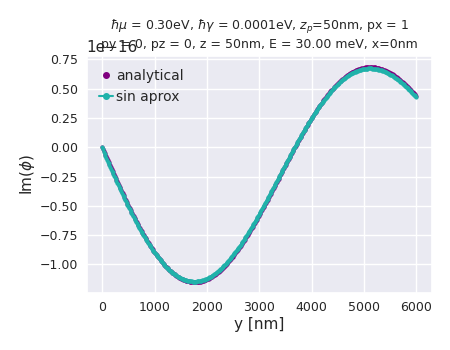 ℏμ = 0.30eV, ℏγ = 0.0001eV, z_p=50nm, px = 1
py = 0, pz = 0, z = 50nm, E = 30.00 meV, x=0nm
1e−16
0.75
0.50
0.25
0.00
−0.25
−0.50
−0.75
−1.00
Im(ϕ)
analytical
sin aprox
0 1000 2000 3000 4000 5000 6000
y [nm]